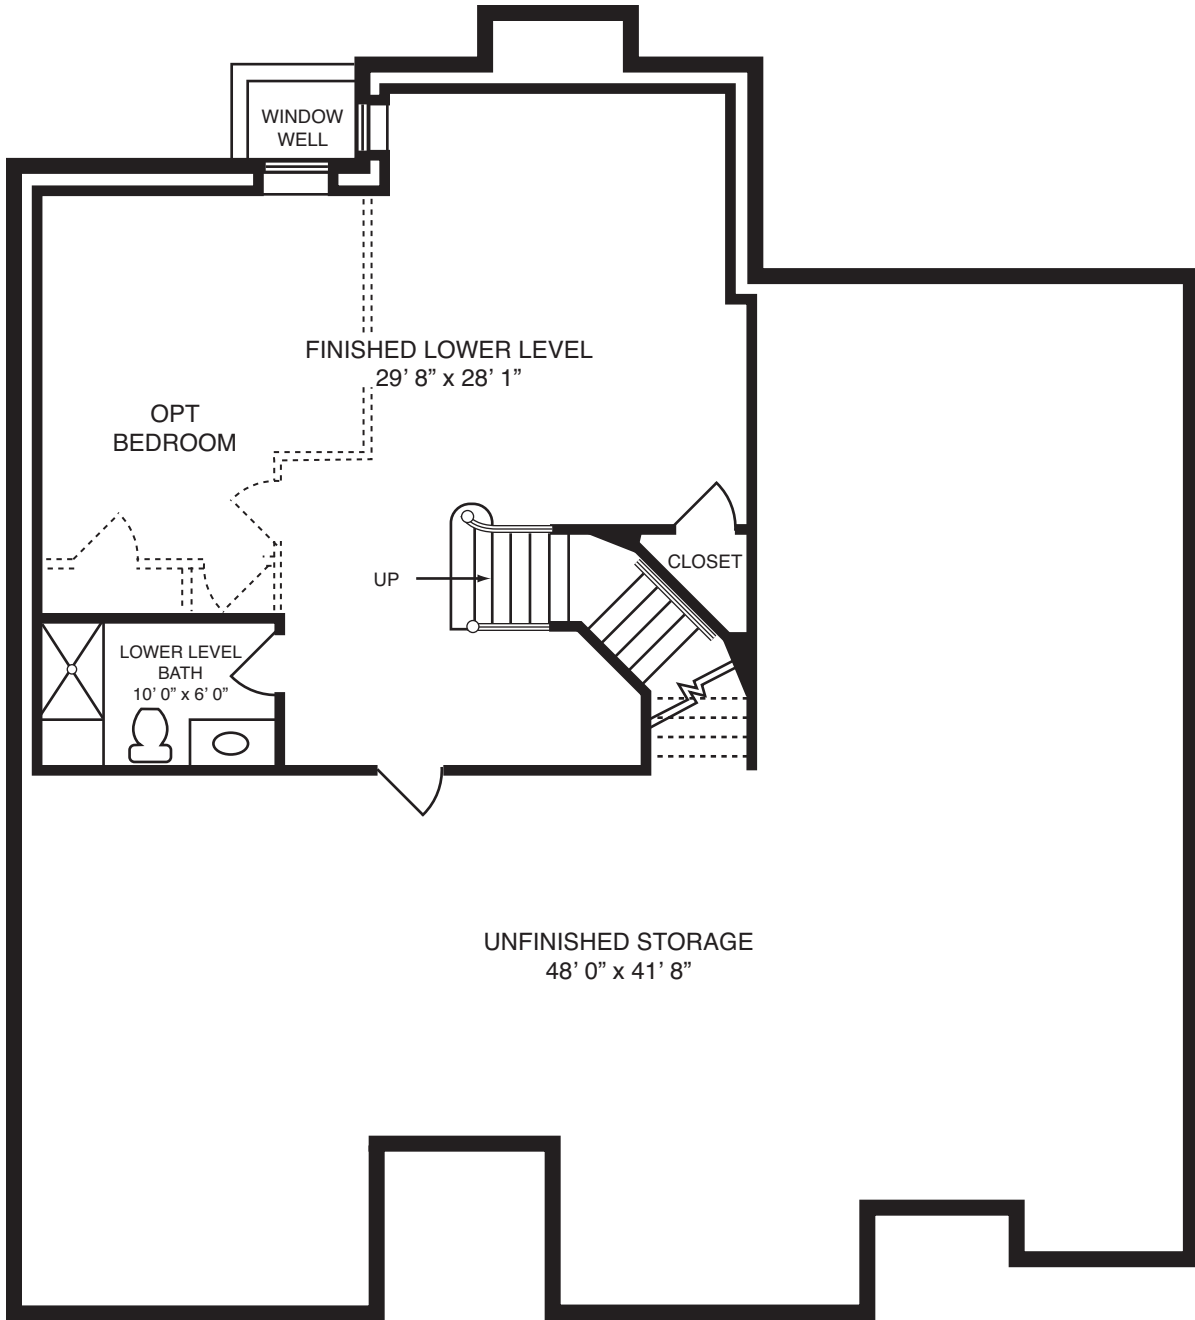 WINDOW
WELL
FINISHED LOWER LEVEL
29’ 8” x 28’ 1”
OPT
BEDROOM
CLOSET
UP
LOWER LEVEL
BATH
10’ 0” x 6’ 0”
UNFINISHED STORAGE
48’ 0” x 41’ 8”